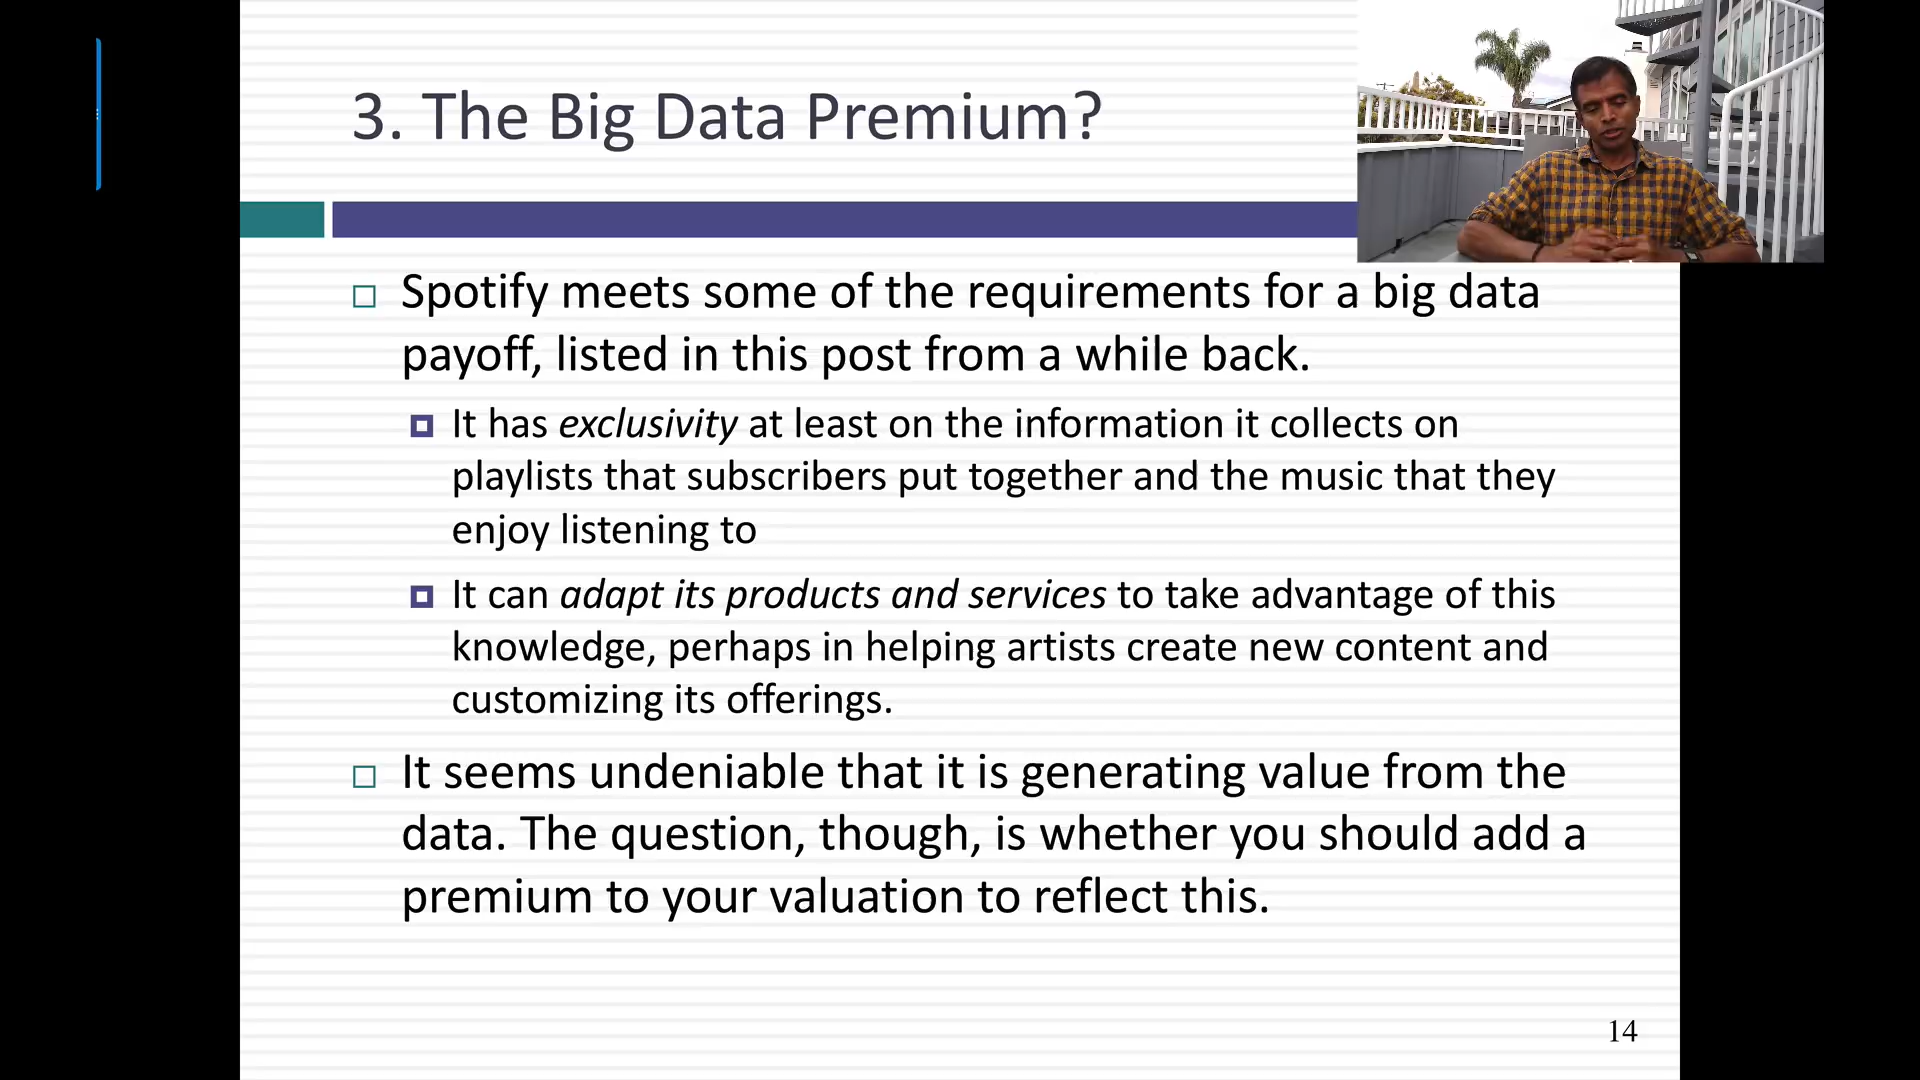 3. The Big Data Premium?
Spotify meets some of the requirements for a big data
payoff, listed in this post from a while back.
It has exclusivity at least on the information it collects on
playlists that subscribers put together and the music that they
enjoy listening to
It can adapt its products and services to take advantage of this
knowledge, perhaps in helping artists create new content and
customizing its offerings.
It seems undeniable that it is generating value from the
data. The question, though, is whether you should add a
premium to your valuation to reflect this.
14